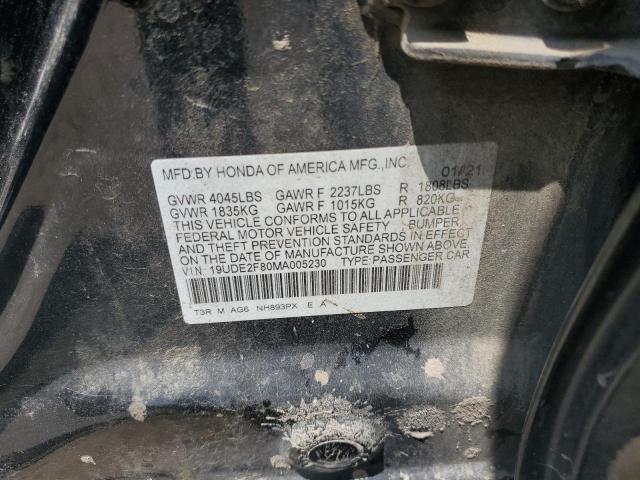 MFD.BY HONDA OF AMERICA MFG.,INC. 01/21
GVWR 4045LBS GAWR F 2237LBS R 1808LBS
GVWR 1835KG GAWR F 1015KG R 820KG
THIS VEHICLE CONFORMS TO ALL APPLICABLE
FEDERAL MOTOR VEHICLE SAFETY BUMPER,
AND THEFT PREVENTION STANDARDS IN EFFECT
ON THE DATE OF MANUFACTURE SHOWN ABOVE.
V I N: 19UDE2F80MA005230 TYPE:PASSENGER CAR
T3R M AG6 NH893PX E A